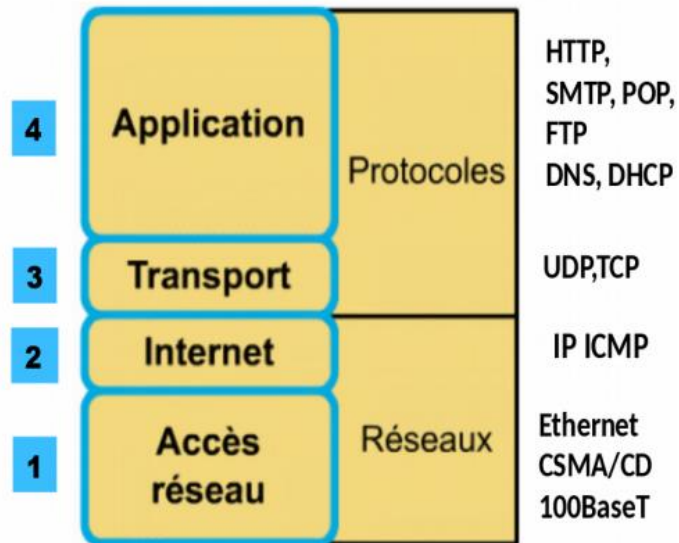 4
Application
Protocoles
HTTP,
SMTP, POP,
FTP
DNS, DHCP
3
Transport
UDP,TCP
2
Internet
IP ICMP
1
Accès
réseau
Réseaux
Ethernet
CSMA/CD
100BaseT